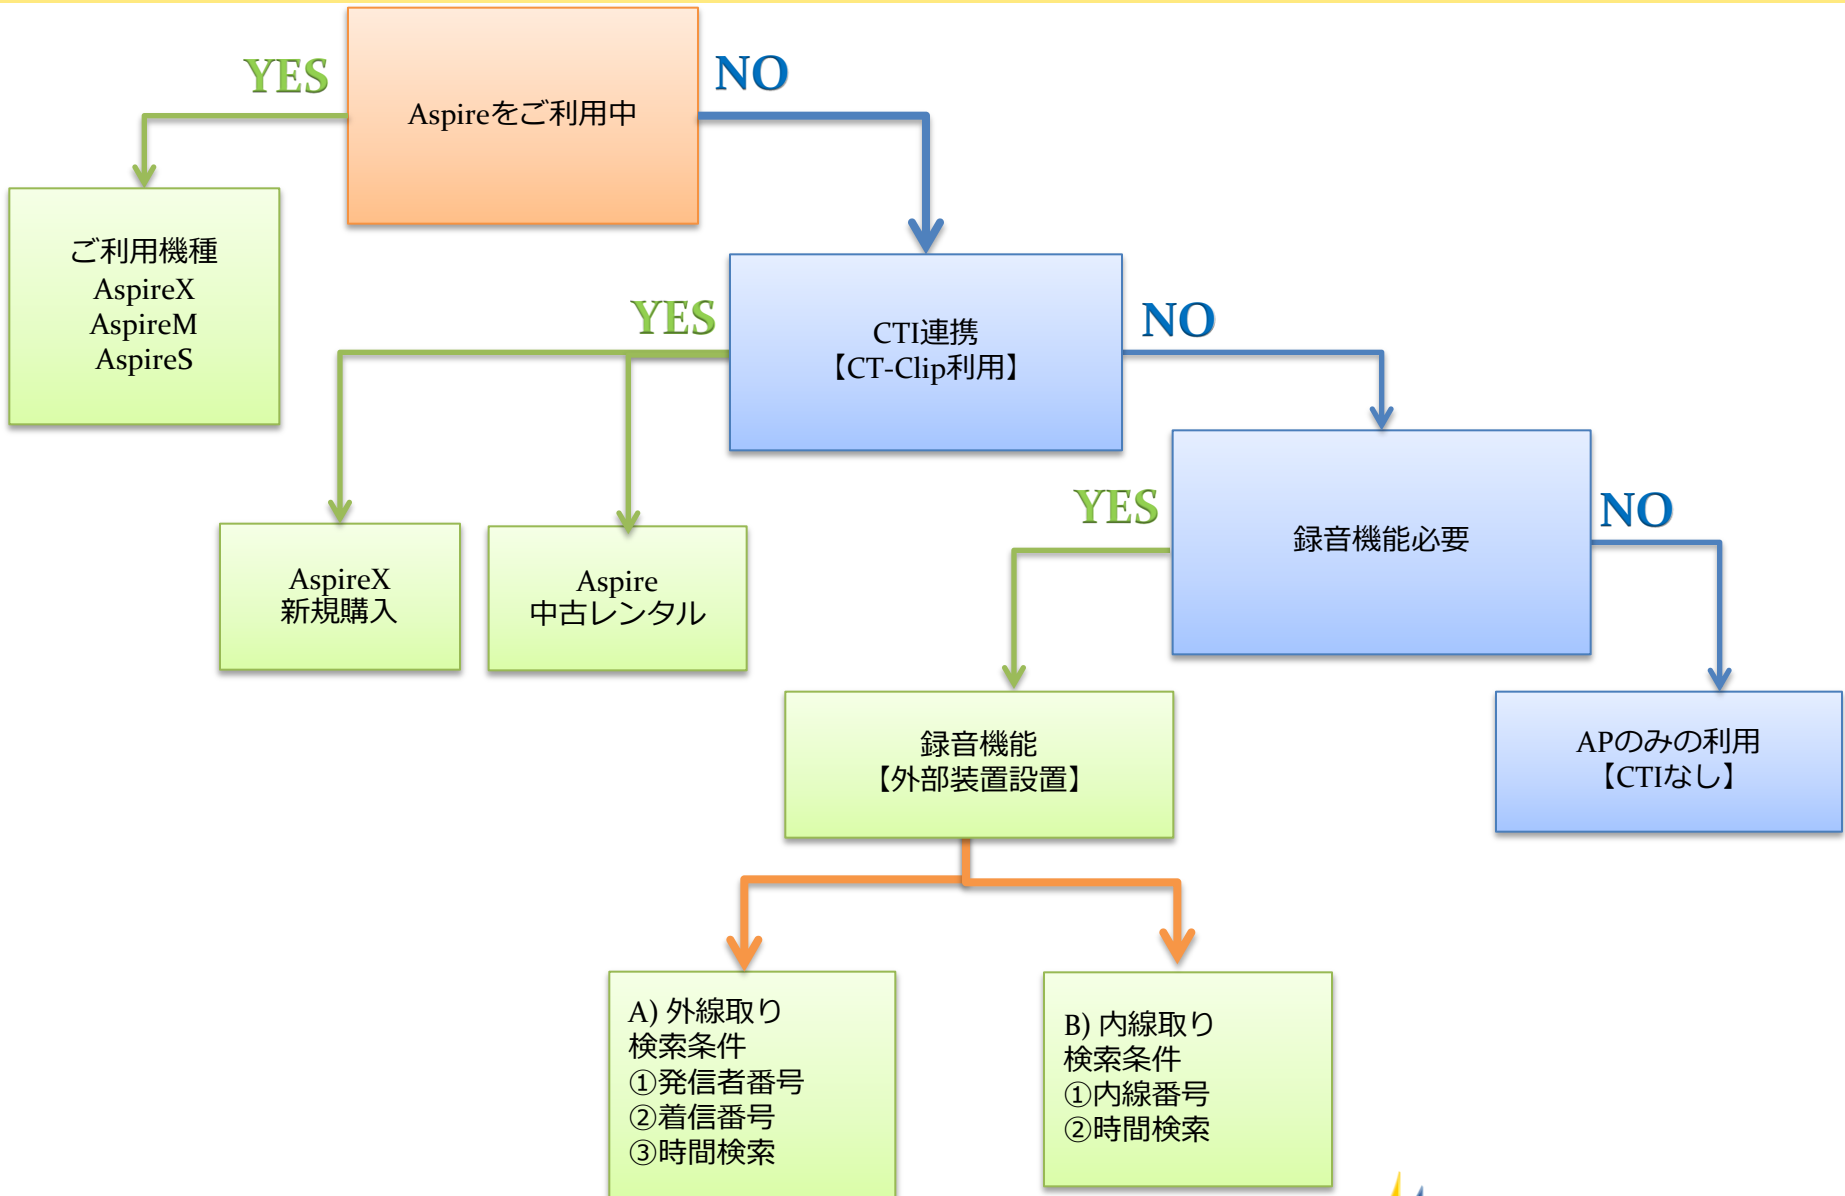 YES
Aspireをご利用中
NO
ご利用機種
AspireX
AspireM
AspireS
YES
CTI連携
【CT-Clip利用】
NO
AspireX
新規購入
Aspire
中古レンタル
YES
録音機能必要
NO
録音機能
【外部装置設置】
APのみの利用
【CTIなし】
A) 外線取り
検索条件
①発信者番号
②着信番号
③時間検索
B) 内線取り
検索条件
①内線番号
②時間検索